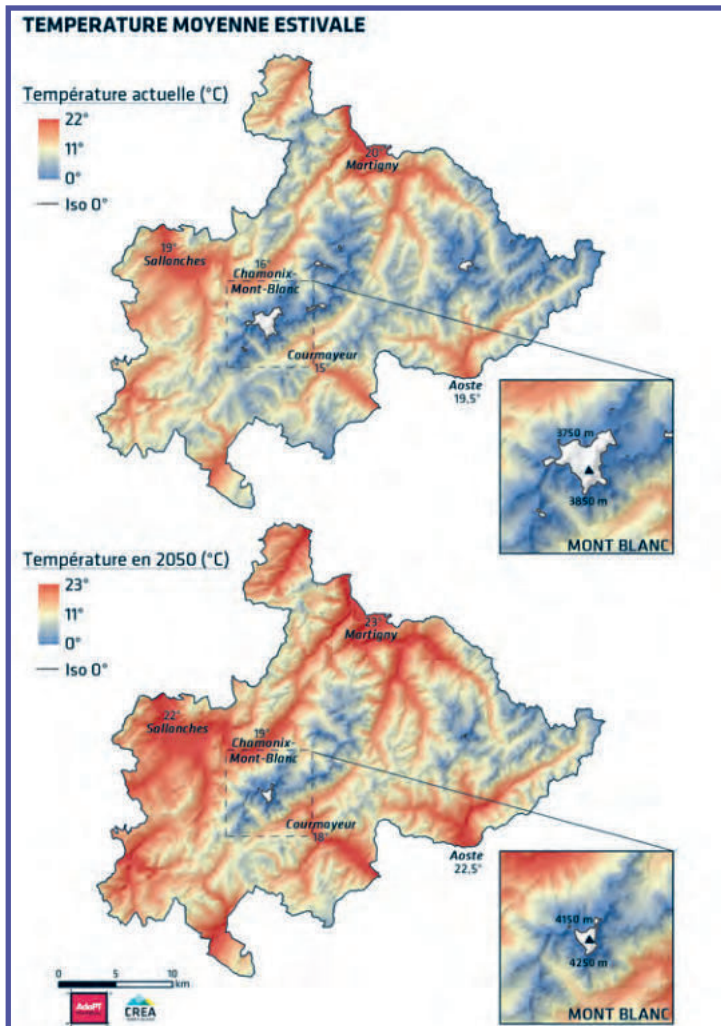 TEMPERATURE MOYENNE ESTIVALE
Température actuelle (°C)
22°
11°
0°
Iso 0°
20°
Martigny
19°
Sallanches
16°
Chamonix-
Mont-Blanc
Courmayeur
15°
Aoste
19,5°
3750 m
3850 m
MONT BLANC
Température en 2050 (°C)
23°
11°
0°
Iso 0°
23°
Martigny
22°
Sallanches
19°
Chamonix-
Mont-Blanc
Courmayeur
18°
Aoste
22,5°
4150 m
4250 m
MONT BLANC
0 5 10
km
AdaPT
CREA